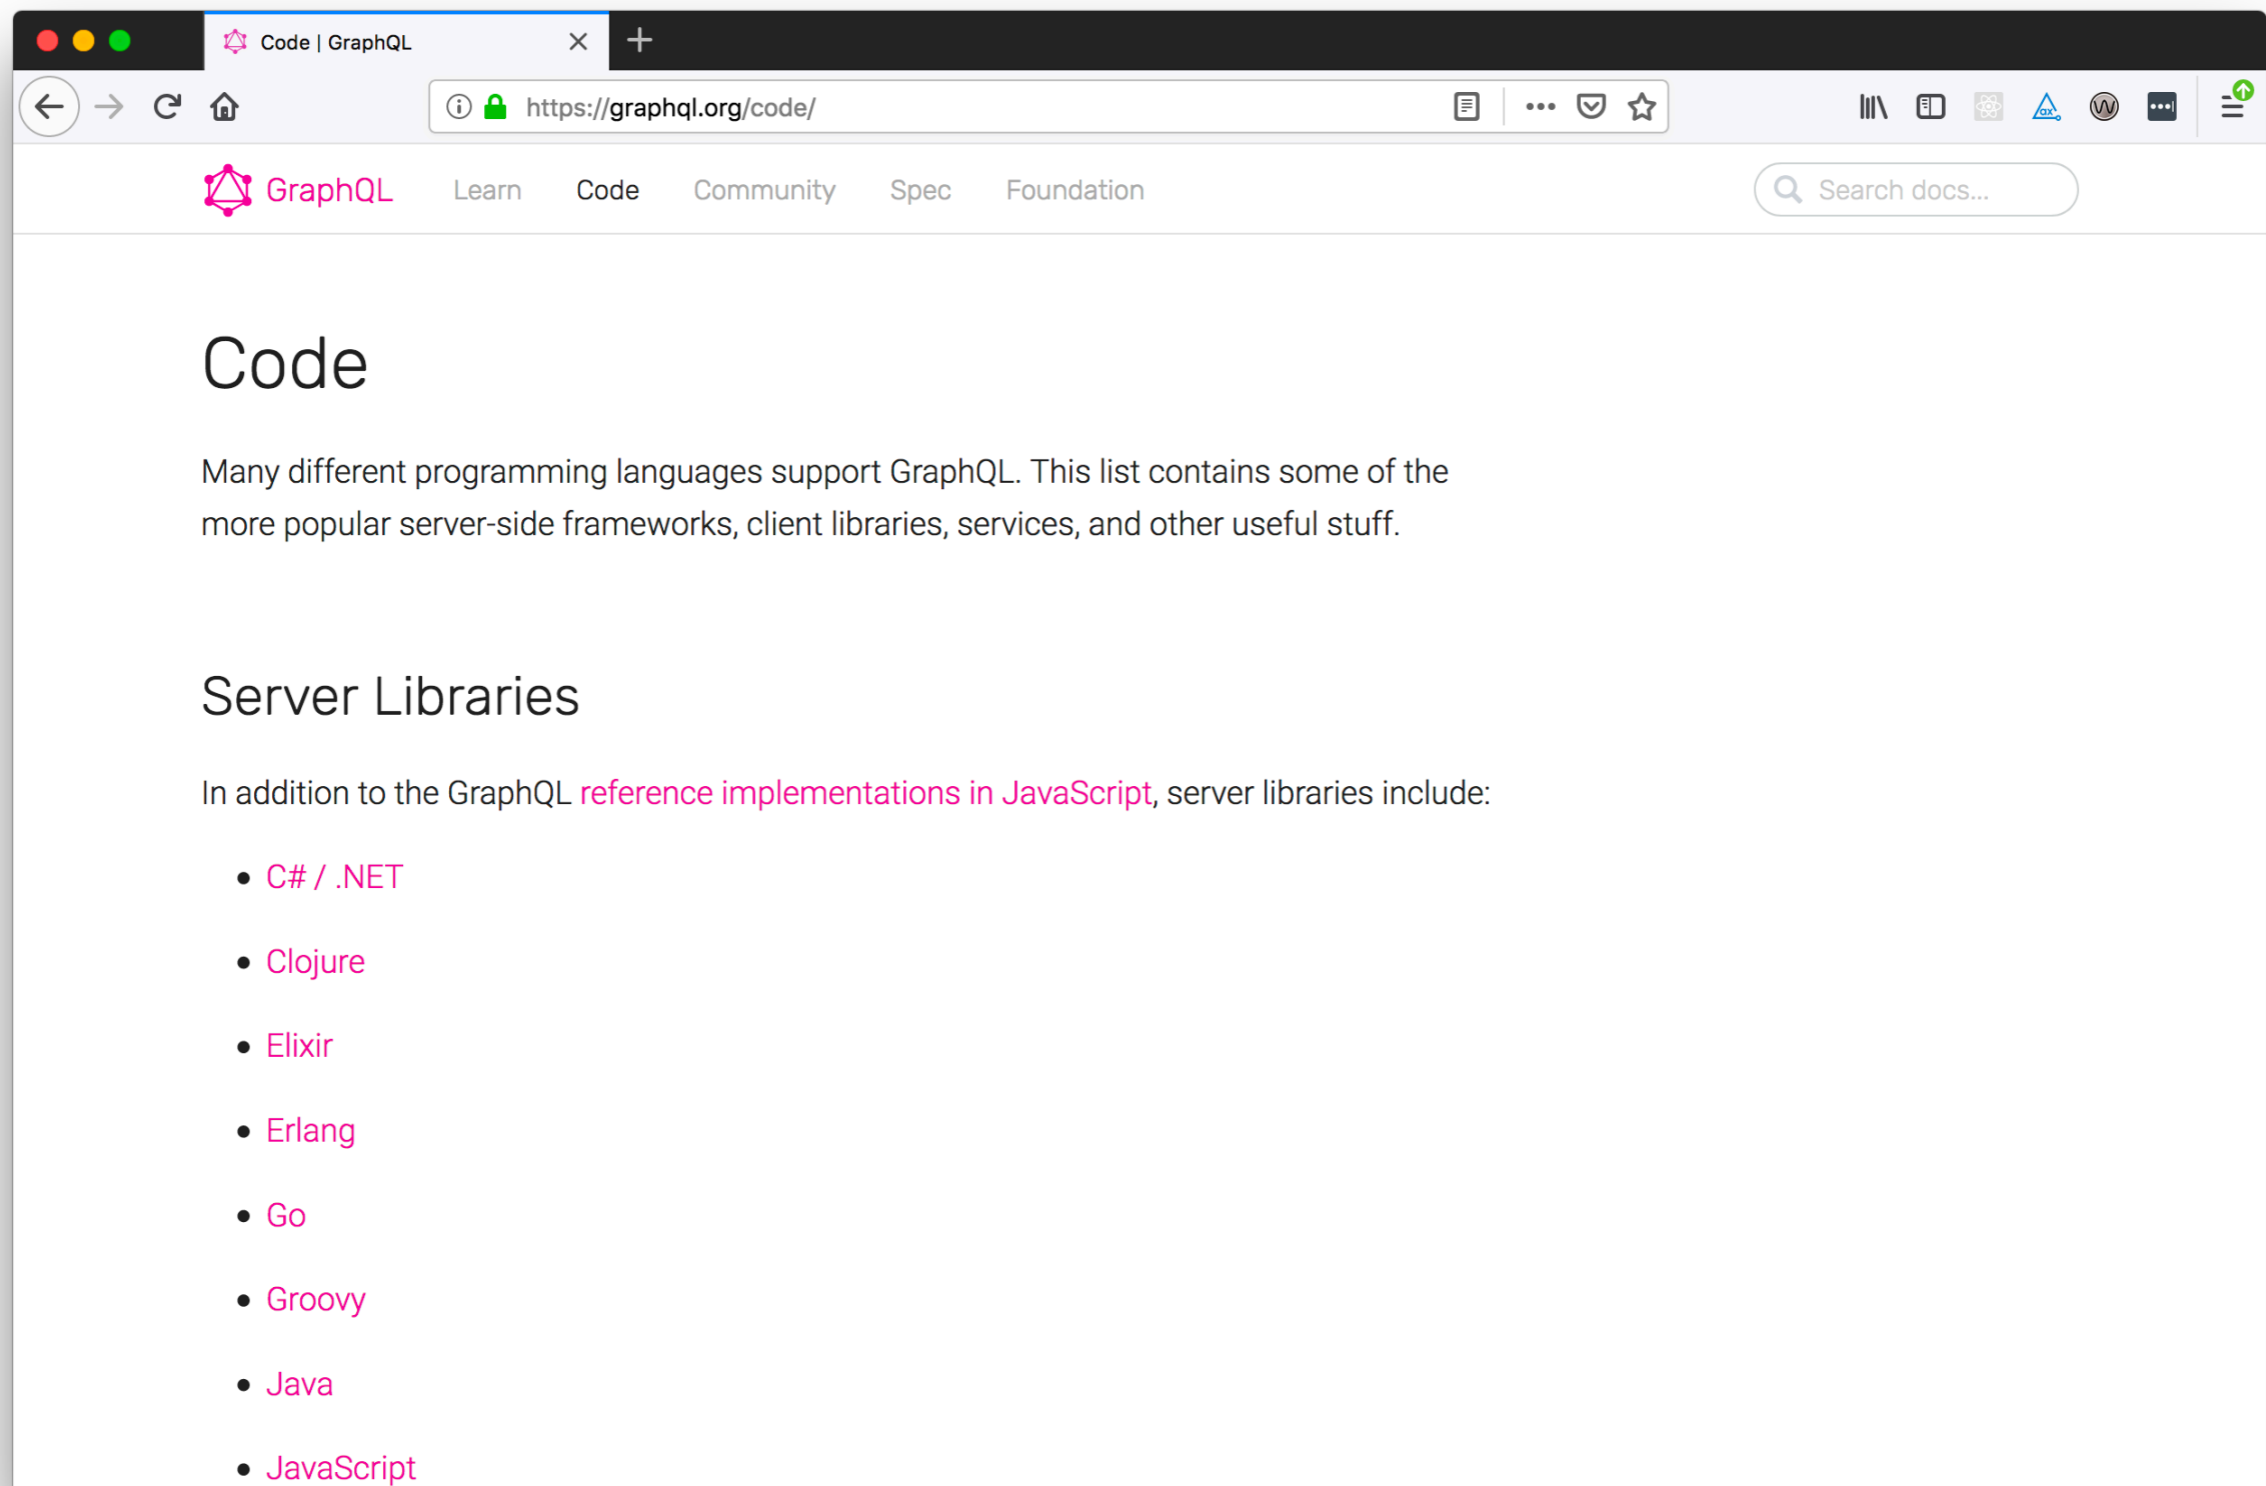 Code | GraphQL
https://graphql.org/code/
GraphQL Learn Code Community Spec Foundation Search docs...
Code
Many different programming languages support GraphQL. This list contains some of the
more popular server-side frameworks, client libraries, services, and other useful stuff.
Server Libraries
In addition to the GraphQL reference implementations in JavaScript, server libraries include:
C# / .NET
Clojure
Elixir
Erlang
Go
Groovy
Java
JavaScript